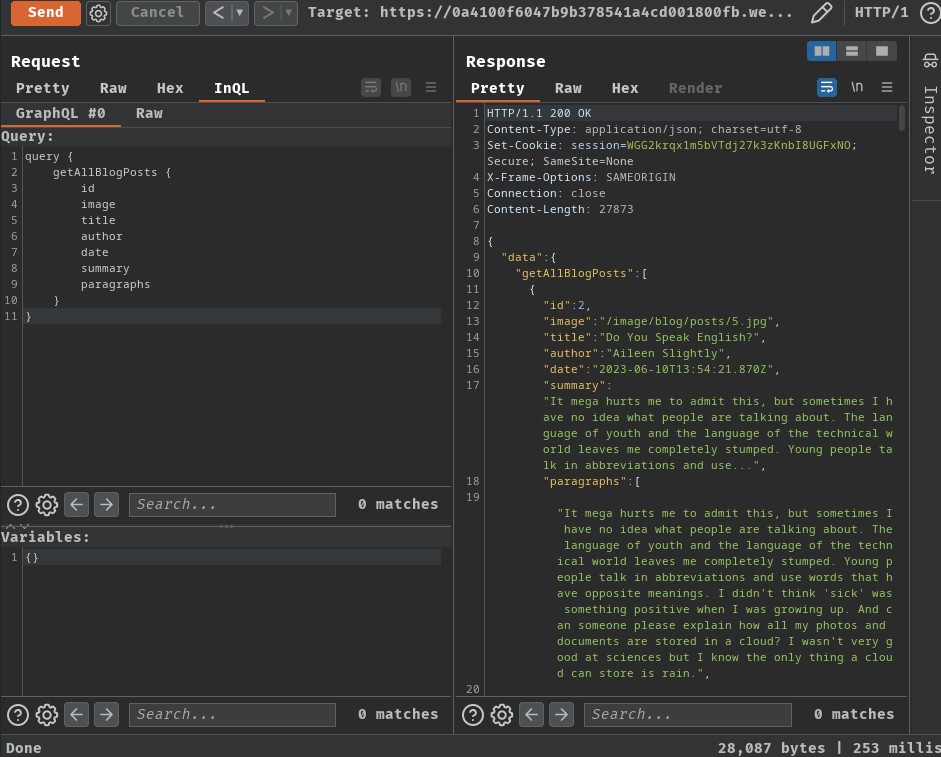 Send Cancel < ▾ > ▾ Target: https://0a4100f6047b9b378541a4cd001800fb.we... HTTP/1 ?
Request
Pretty Raw Hex InQL \n
GraphQL #0 Raw
Query:
1 query {
2 getAllBlogPosts {
3 id
4 image
5 title
6 author
7 date
8 summary
9 paragraphs
10 }
11 }
? Search... 0 matches
Variables:
1 {}
? Search... 0 matches
Response
Pretty Raw Hex Render \n
1 HTTP/1.1 200 OK
2 Content-Type: application/json; charset=utf-8
3 Set-Cookie: session=WGG2krqx1m5bVTdj27k3zKnbI8UGFxNO;
Secure; SameSite=None
4 X-Frame-Options: SAMEORIGIN
5 Connection: close
6 Content-Length: 27873
7
8 {
9 "data":{
10 "getAllBlogPosts":[
11 {
12 "id":2,
13 "image":"/image/blog/posts/5.jpg",
14 "title":"Do You Speak English?",
15 "author":"Aileen Slightly",
16 "date":"2023-06-10T13:54:21.870Z",
17 "summary":
"It mega hurts me to admit this, but sometimes I h
ave no idea what people are talking about. The lan
guage of youth and the language of the technical w
orld leaves me completely stumped. Young people ta
lk in abbreviations and use...",
18 "paragraphs":[
19
"It mega hurts me to admit this, but sometimes I
have no idea what people are talking about. The
language of youth and the language of the techn
ical world leaves me completely stumped. Young p
eople talk in abbreviations and use words that h
ave opposite meanings. I didn't think 'sick' was
something positive when I was growing up. And c
an someone please explain how all my photos and
documents are stored in a cloud? I wasn't very g
ood at sciences but I know the only thing a clou
d can store is rain.",
20
? Search... 0 matches
Inspector
Done 28,087 bytes | 253 millis